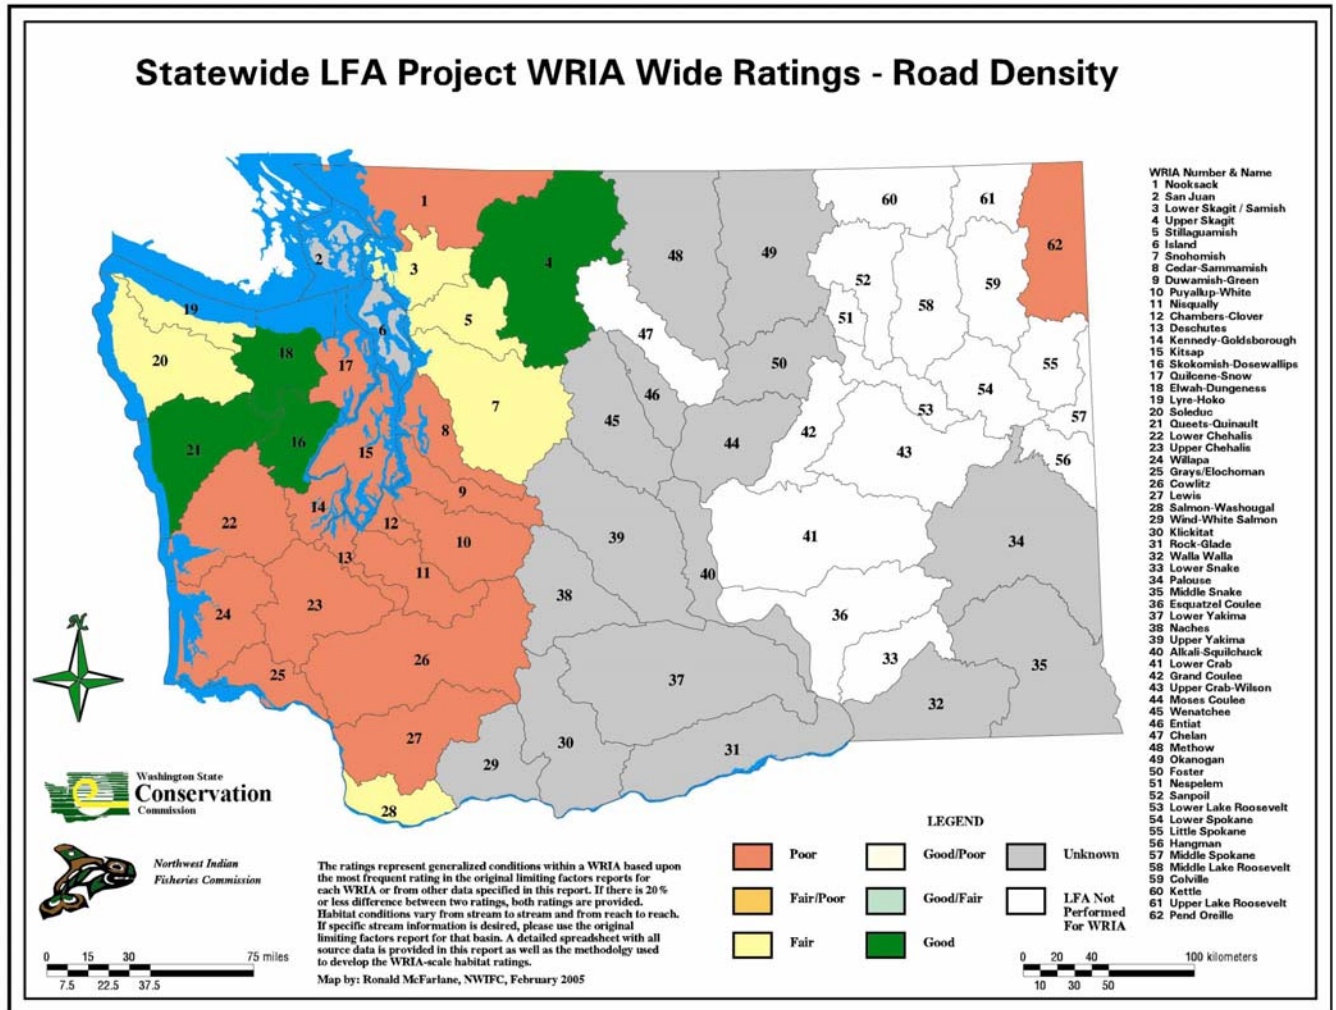 Statewide LFA Project WRIA Wide Ratings - Road Density
WRIA Number & Name
1 Nooksack
2 San Juan
3 Lower Skagit / Samish
4 Upper Skagit
5 Stillaguamish
6 Island
7 Snohomish
8 Cedar-Sammamish
9 Duwamish-Green
10 Puyallup-White
11 Nisqually
12 Chambers-Clover
13 Deschutes
14 Kennedy-Goldsborough
15 Kitsap
16 Skokomish-Dosewallips
17 Quilcene-Snow
18 Elwah-Dungeness
19 Lyre-Hoko
20 Soleduc
21 Queets-Quinault
22 Lower Chehalis
23 Upper Chehalis
24 Willapa
25 Grays/Elochoman
26 Cowlitz
27 Lewis
28 Salmon-Washougal
29 Wind-White Salmon
30 Klickitat
31 Rock-Glade
32 Walla Walla
33 Lower Snake
34 Palouse
35 Middle Snake
36 Esquatzel Coulee
37 Lower Yakima
38 Naches
39 Upper Yakima
40 Alkali-Squilchuck
41 Lower Crab
42 Grand Coulee
43 Upper Crab-Wilson
44 Moses Coulee
45 Wenatchee
46 Entiat
47 Chelan
48 Methow
49 Okanogan
50 Foster
51 Nespelem
52 Sanpoil
53 Lower Lake Roosevelt
54 Lower Spokane
55 Little Spokane
56 Hangman
57 Middle Spokane
58 Middle Lake Roosevelt
59 Colville
60 Kettle
61 Upper Lake Roosevelt
62 Pend Oreille
1
2
3
4
5
6
7
8
9
10
11
12
13
14
15
16
17
18
19
20
21
22
23
24
25
26
27
28
29
30
31
32
33
34
35
36
37
38
39
40
41
42
43
44
45
46
47
48
49
50
51
52
53
54
55
56
57
58
59
60
61
62
N
Washington State
Conservation
Commission
Northwest Indian
Fisheries Commission
The ratings represent generalized conditions within a WRIA based upon
the most frequent rating in the original limiting factors reports for
each WRIA or from other data specified in this report. If there is 20%
or less difference between two ratings, both ratings are provided.
Habitat conditions vary from stream to stream and from reach to reach.
If specific stream information is desired, please use the original
limiting factors report for that basin. A detailed spreadsheet with all
source data is provided in this report as well as the methodolgy used
to develop the WRIA-scale habitat ratings.
Map by: Ronald McFarlane, NWIFC, February 2005
LEGEND
Poor
Fair/Poor
Fair
Good/Poor
Good/Fair
Good
Unknown
LFA Not
Performed
For WRIA
0 15 30 75 miles
7.5 22.5 37.5
0 20 40 100 kilometers
10 30 50